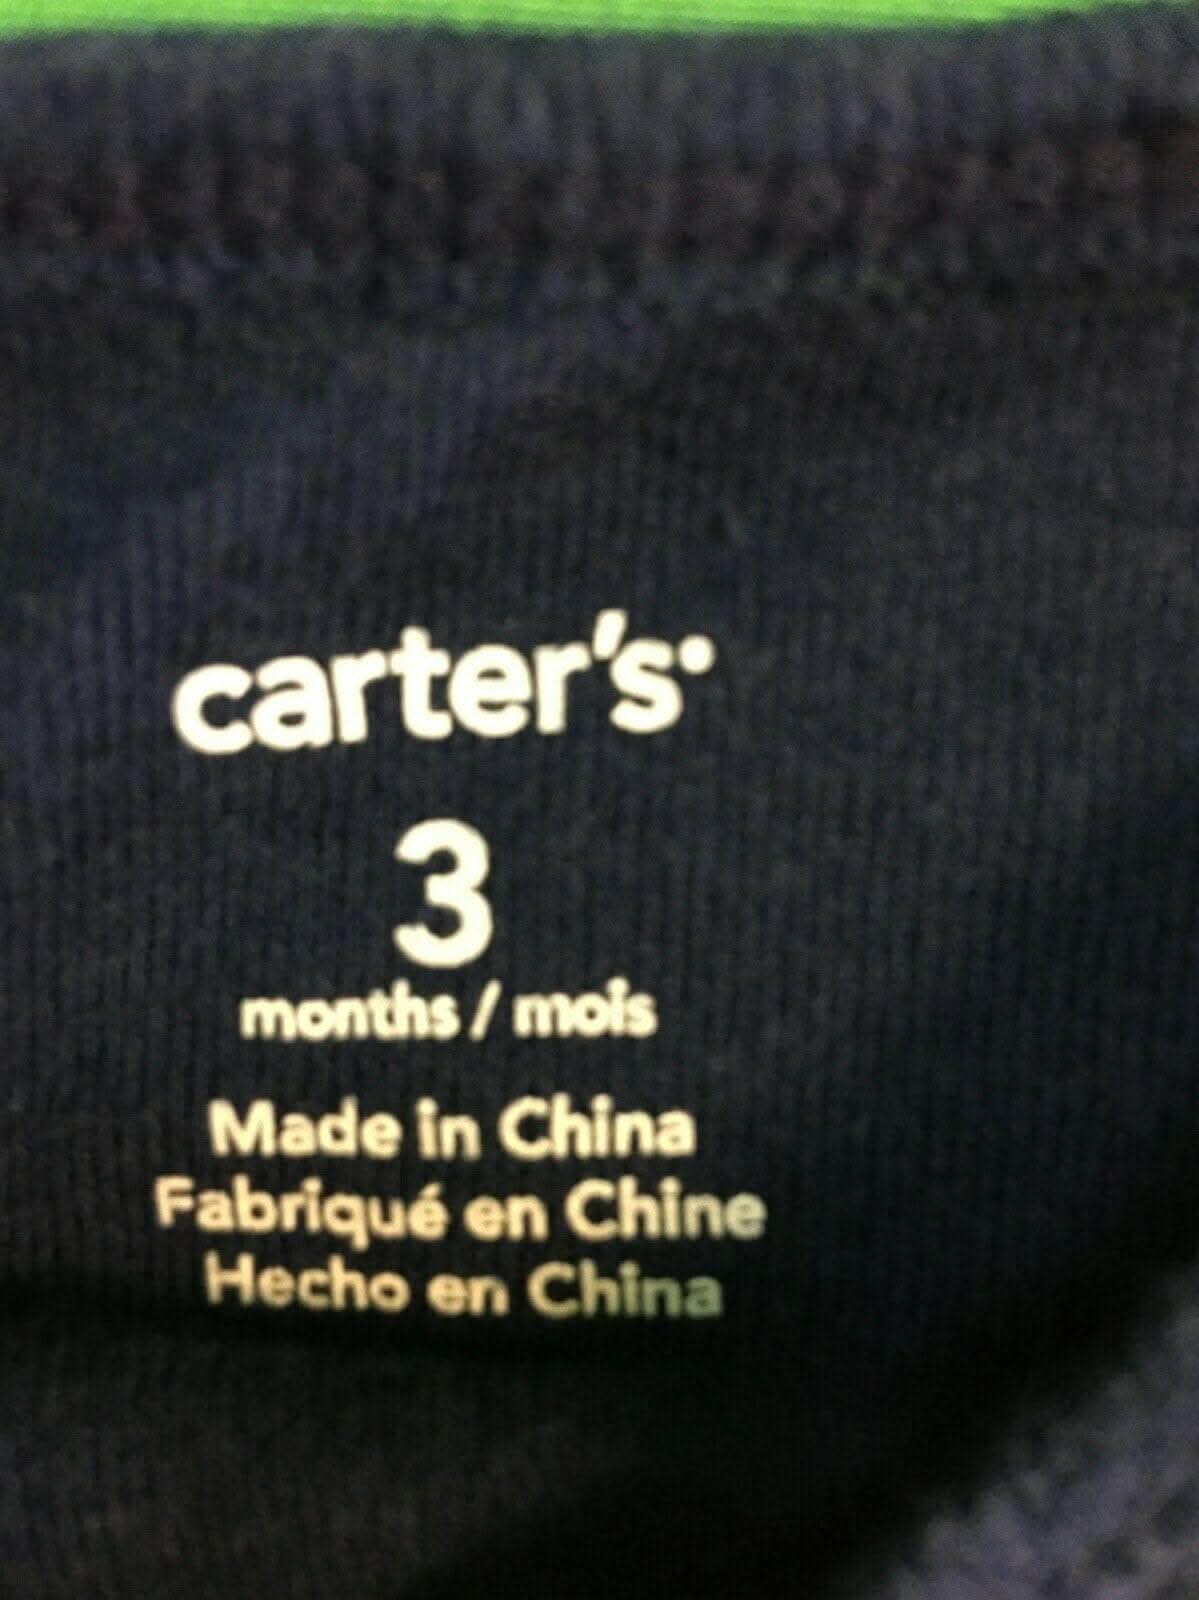 carter's
3
months / mois
Made in China
Fabriqué en Chine
Hecho en China